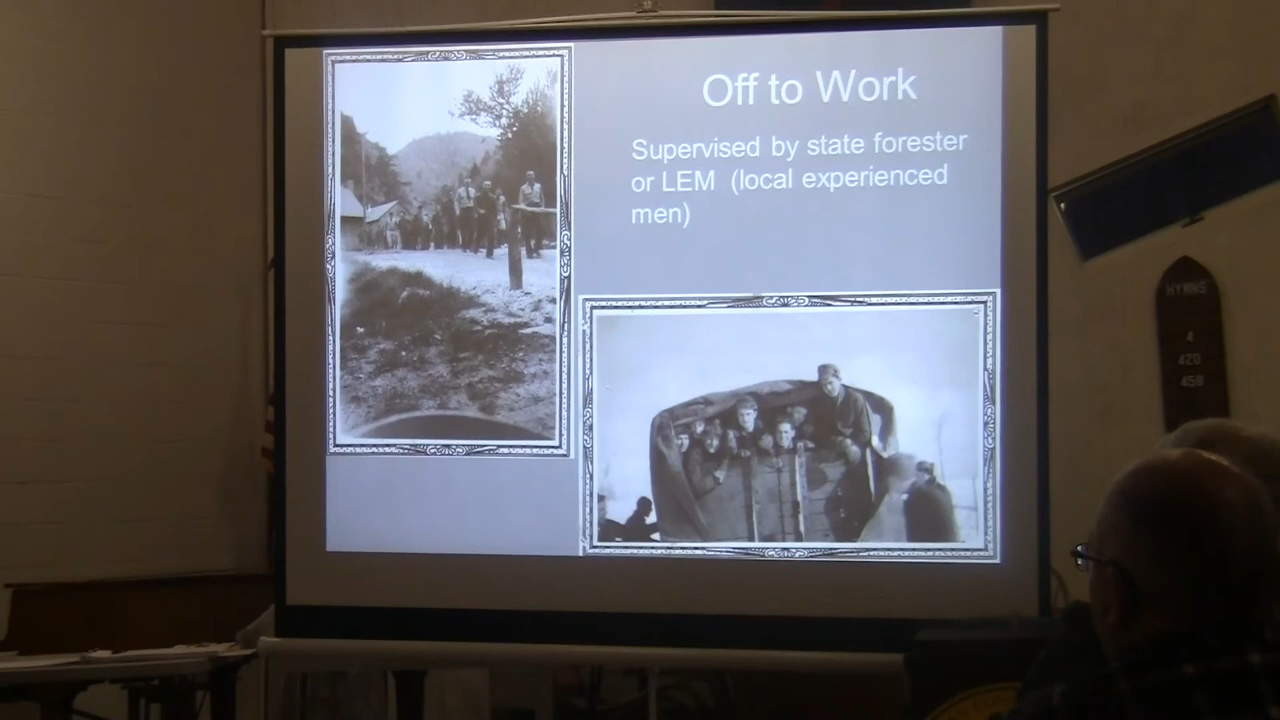 Off to Work
Supervised by state forester
or LEM (local experienced
men)
HYMNS
4
420
458